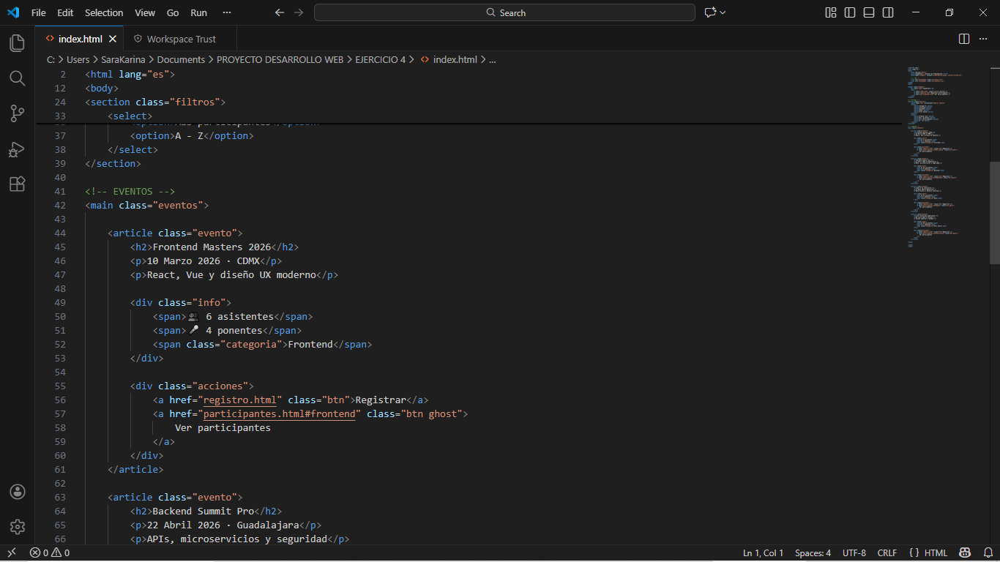 File Edit Selection View Go Run ··· Search
index.html Workspace Trust
C: > Users > SaraKarina > Documents > PROYECTO DESARROLLO WEB > EJERCICIO 4 > <> index.html > ...
2 <html lang="es">
12 <body>
24 <section class="filtros">
33 <select>
37 <option>A - Z</option>
38 </select>
39 </section>
40
41 <!-- EVENTOS -->
42 <main class="eventos">
43
44 <article class="evento">
45 <h2>Frontend Masters 2026</h2>
46 <p>10 Marzo 2026 · CDMX</p>
47 <p>React, Vue y diseño UX moderno</p>
48
49 <div class="info">
50 <span>👥 6 asistentes</span>
51 <span>🎤 4 ponentes</span>
52 <span class="categoria">Frontend</span>
53 </div>
54
55 <div class="acciones">
56 <a href="registro.html" class="btn">Registrar</a>
57 <a href="participantes.html#frontend" class="btn ghost">
58 Ver participantes
59 </a>
60 </div>
61 </article>
62
63 <article class="evento">
64 <h2>Backend Summit Pro</h2>
65 <p>22 Abril 2026 · Guadalajara</p>
66 <p>APIs, microservicios y seguridad</p>
0 0 Ln 1, Col 1 Spaces: 4 UTF-8 CRLF {} HTML